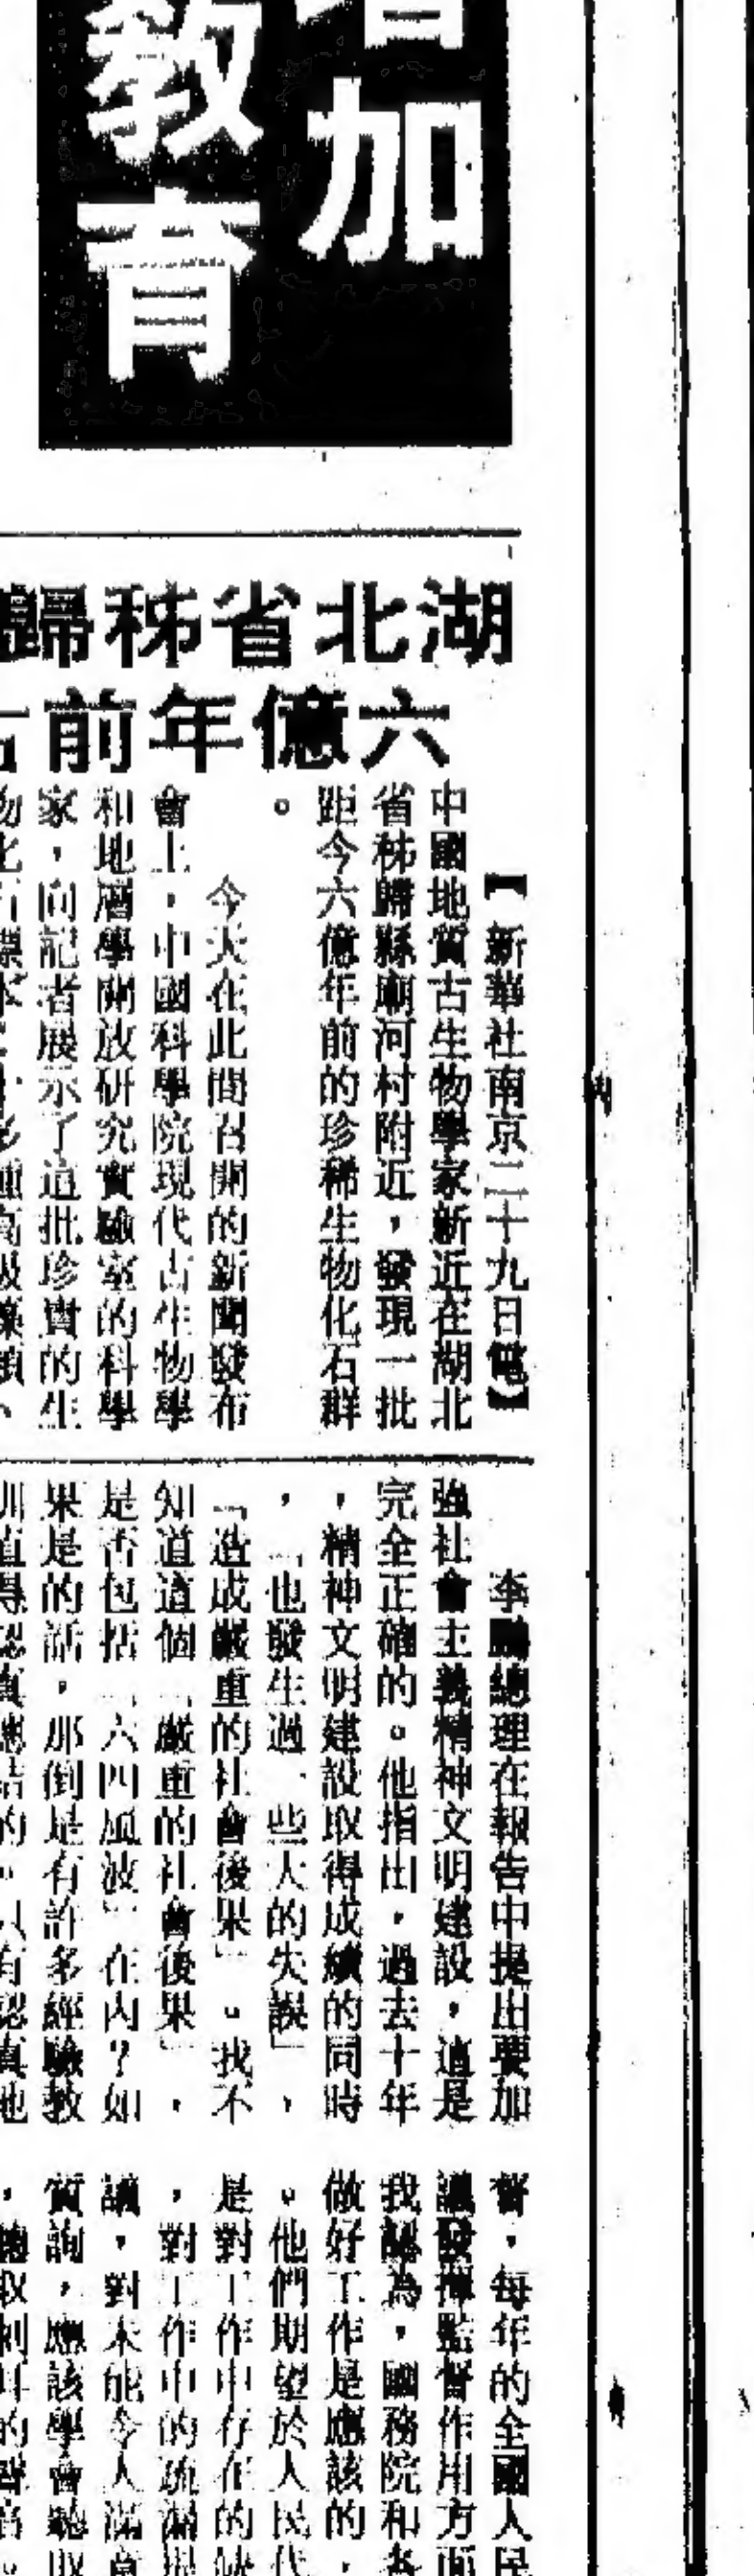 加
教育
湖北省秭歸
六億年前古
【新華社南京二十九日電】
中國地質古生物學家新近在湖北
省秭歸縣廟河村附近，發現一批
距今六億年前的珍稀生物化石群
。
今天在此間召開的新聞發布
會上，中國科學院現代古生物學
和地層學開放研究實驗室的科學
家，向記者展示了這批珍貴的生
李鵬總理在報告中提出要加
強社會主義精神文明建設，這是
完全正確的。他指出，過去十年
，精神文明建設取得成績的同時
，「也發生過一些大的失誤」，
「造成嚴重的社會後果」。我不
知道這個「嚴重的社會後果」，
是否包括「六四風波」在內？如
果是的話，那倒是有許多經驗教
訓值得認真總結的。只有認真地
督，每年的全國人民
議發揮監督作用方面
我認為，國務院和各
做好工作是應該的，
。他們期望於人民代
是對工作中存在的缺
，對工作中的疏漏提
議，對未能令人滿意
質詢，應該學會聽取